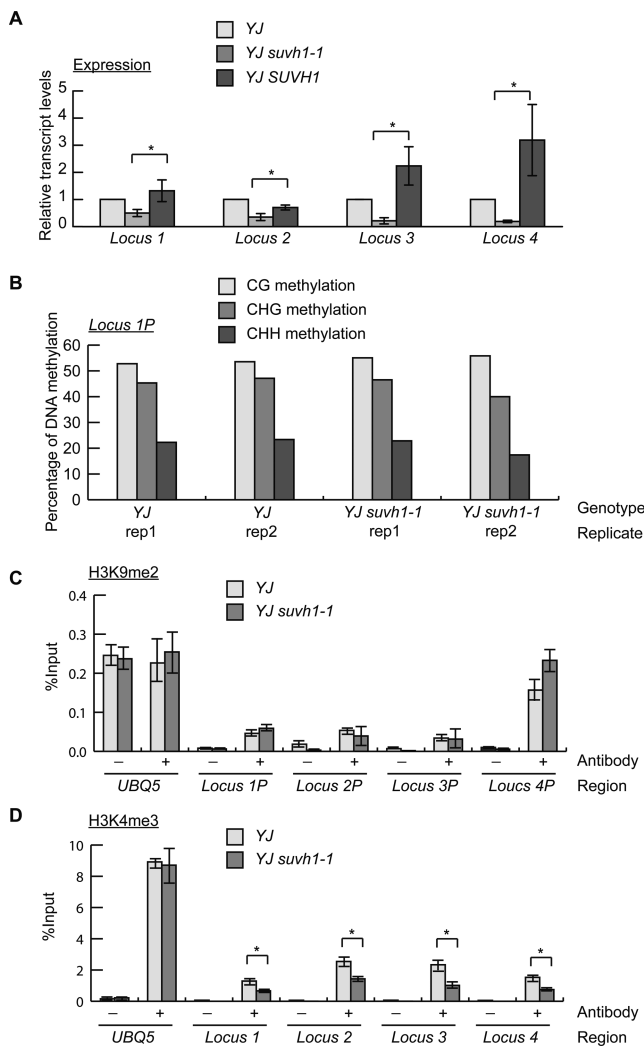 A
YJ
YJ suvh1-1
YJ SUVH1
Expression
Relative transcript levels
5
4
3
2
1
0
*
*
*
*
Locus 1 Locus 2 Locus 3 Locus 4
B
CG methylation
CHG methylation
CHH methylation
Locus 1P
Percentage of DNA methylation
60
50
40
30
20
10
0
YJ YJ YJ suvh1-1 YJ suvh1-1 Genotype
rep1 rep2 rep1 rep2 Replicate
C
H3K9me2
YJ
YJ suvh1-1
%Input
0.4
0.3
0.2
0.1
0.0
– + – + – + – + – + Antibody
UBQ5 Locus 1P Locus 2P Locus 3P Loucs 4P Region
D
H3K4me3
YJ
YJ suvh1-1
%Input
10
8
6
4
2
0
* * * *
– + – + – + – + – + Antibody
UBQ5 Locus 1 Locus 2 Locus 3 Locus 4 Region